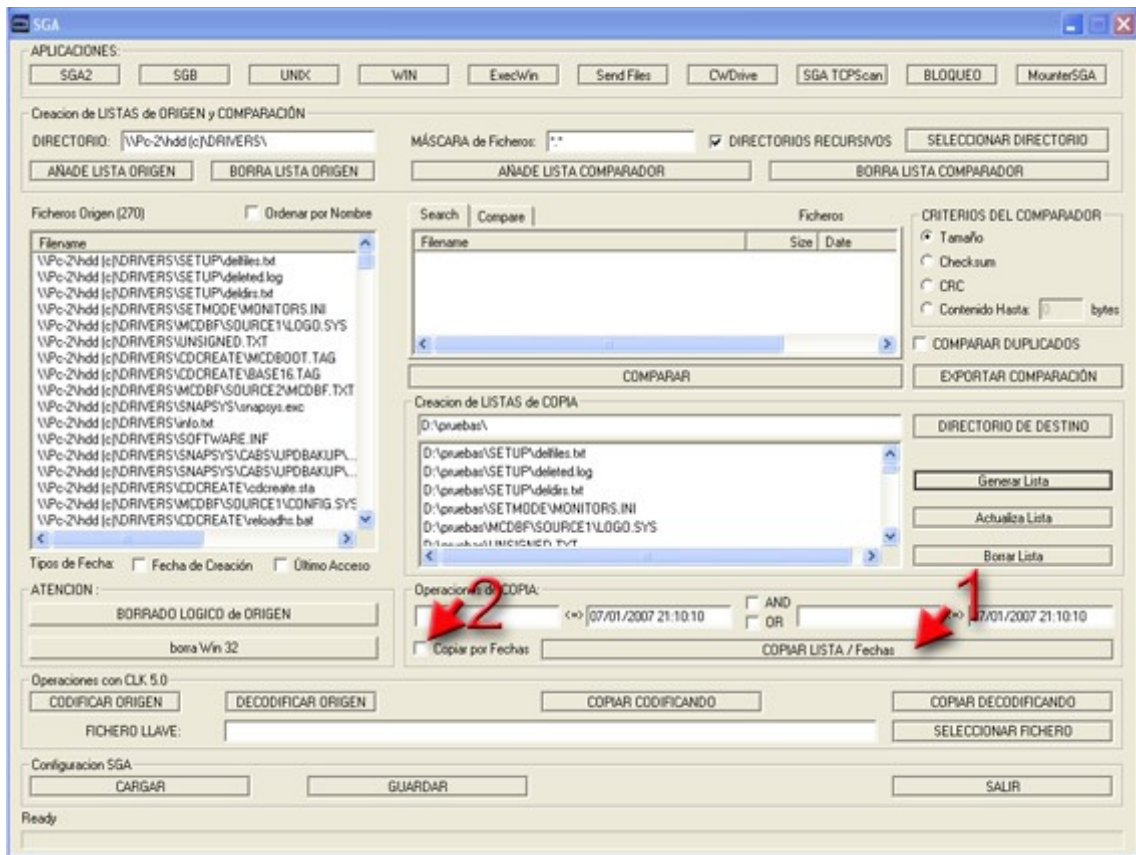 SGA
APLICACIONES:
SGA2 SGB UNIX WIN ExecWin Send Files CWDrive SGA TCPScan BLOQUEO MounterSGA
Creacion de LISTAS de ORIGEN y COMPARACIÓN
DIRECTORIO: \\Pc-2\hdd (c)\DRIVERS\ MÁSCARA de Ficheros: *.* DIRECTORIOS RECURSIVOS SELECCIONAR DIRECTORIO
AÑADE LISTA ORIGEN BORRA LISTA ORIGEN AÑADE LISTA COMPARADOR BORRA LISTA COMPARADOR
Ficheros Origen (270) Ordenar por Nombre
Filename
\\Pc-2\hdd (c)\DRIVERS\SETUP\delfiles.txt
\\Pc-2\hdd (c)\DRIVERS\SETUP\deleted.log
\\Pc-2\hdd (c)\DRIVERS\SETUP\deldirs.txt
\\Pc-2\hdd (c)\DRIVERS\SETMODE\MONITORS.INI
\\Pc-2\hdd (c)\DRIVERS\MCDBF\SOURCE1\LOGO.SYS
\\Pc-2\hdd (c)\DRIVERS\UNSIGNED.TXT
\\Pc-2\hdd (c)\DRIVERS\CDCREATE\MCDBOOT.TAG
\\Pc-2\hdd (c)\DRIVERS\CDCREATE\BASE16.TAG
\\Pc-2\hdd (c)\DRIVERS\MCDBF\SOURCE2\MCDBF.TXT
\\Pc-2\hdd (c)\DRIVERS\SNAPSYS\snapsys.exc
\\Pc-2\hdd (c)\DRIVERS\info.txt
\\Pc-2\hdd (c)\DRIVERS\SOFTWARE.INF
\\Pc-2\hdd (c)\DRIVERS\SNAPSYS\CABS\UPDBAKUP\...
\\Pc-2\hdd (c)\DRIVERS\SNAPSYS\CABS\UPDBAKUP\...
\\Pc-2\hdd (c)\DRIVERS\CDCREATE\cdcreate.sta
\\Pc-2\hdd (c)\DRIVERS\MCDBF\SOURCE1\CONFIG.SYS
\\Pc-2\hdd (c)\DRIVERS\CDCREATE\reloadhs.bat
Tipos de Fecha: Fecha de Creación Último Acceso
Search Compare Ficheros
Filename Size Date
COMPARAR
CRITERIOS DEL COMPARADOR
Tamaño
Checksum
CRC
Contenido Hasta: 0 bytes
COMPARAR DUPLICADOS
EXPORTAR COMPARACIÓN
Creacion de LISTAS de COPIA
D:\pruebas\ DIRECTORIO DE DESTINO
D:\pruebas\SETUP\delfiles.txt
D:\pruebas\SETUP\deleted.log
D:\pruebas\SETUP\deldirs.txt
D:\pruebas\SETMODE\MONITORS.INI
D:\pruebas\MCDBF\SOURCE1\LOGO.SYS
D:\pruebas\UNSIGNED.TXT
Generar Lista
Actualiza Lista
Borrar Lista
ATENCION :
BORRADO LOGICO de ORIGEN
borra Win 32
Operaciones de COPIA:
2 1
<=> 07/01/2007 21:10:10 AND OR <=> 07/01/2007 21:10:10
Copiar por Fechas COPIAR LISTA / Fechas
Operaciones con CLK 5.0
CODIFICAR ORIGEN DECODIFICAR ORIGEN COPIAR CODIFICANDO COPIAR DECODIFICANDO
FICHERO LLAVE: SELECCIONAR FICHERO
Configuracion SGA
CARGAR GUARDAR SALIR
Ready